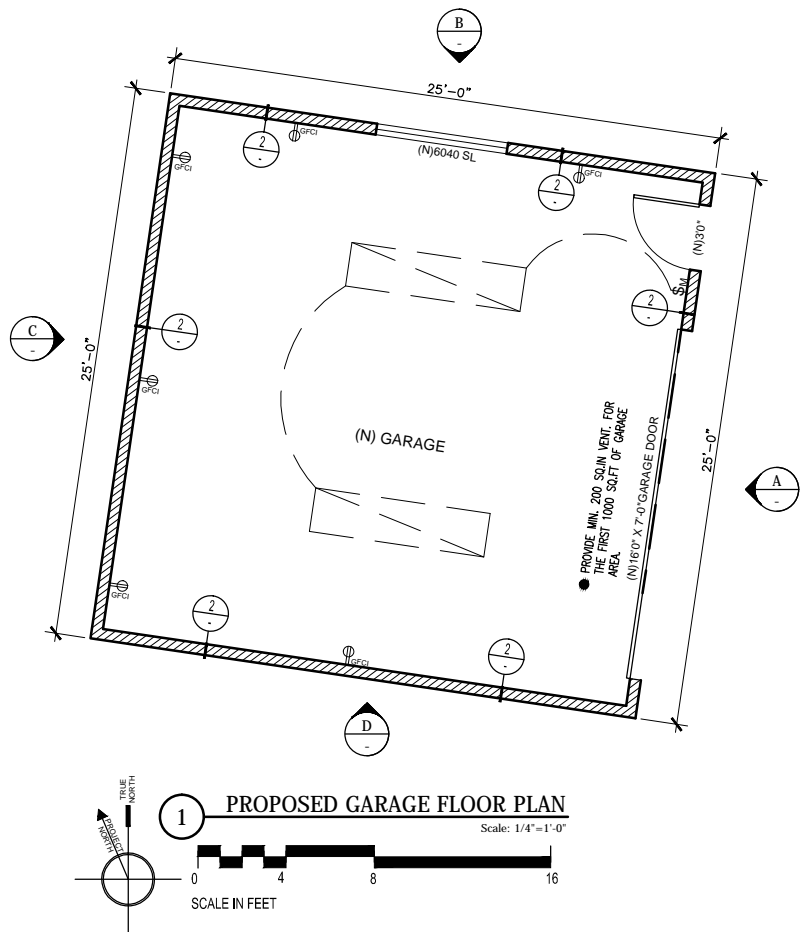 B
-
25'-0"
GFCI
2
-
(N)6040 SL
GFCI
2
-
GFCI
(N)3'0"
$M
2
-
C
-
2
-
25'-0"
GFCI
(N) GARAGE
PROVIDE MIN. 200 SQ.IN VENT. FOR
THE FIRST 1000 SQ.FT OF GARAGE
AREA.
(N)16'0" X 7'-0"GARAGE DOOR
25'-0"
A
-
GFCI
2
-
GFCI
2
-
D
-
TRUE
NORTH
PROJECT
NORTH
1
PROPOSED GARAGE FLOOR PLAN
Scale: 1/4"=1'-0"
0 4 8 16
SCALE IN FEET